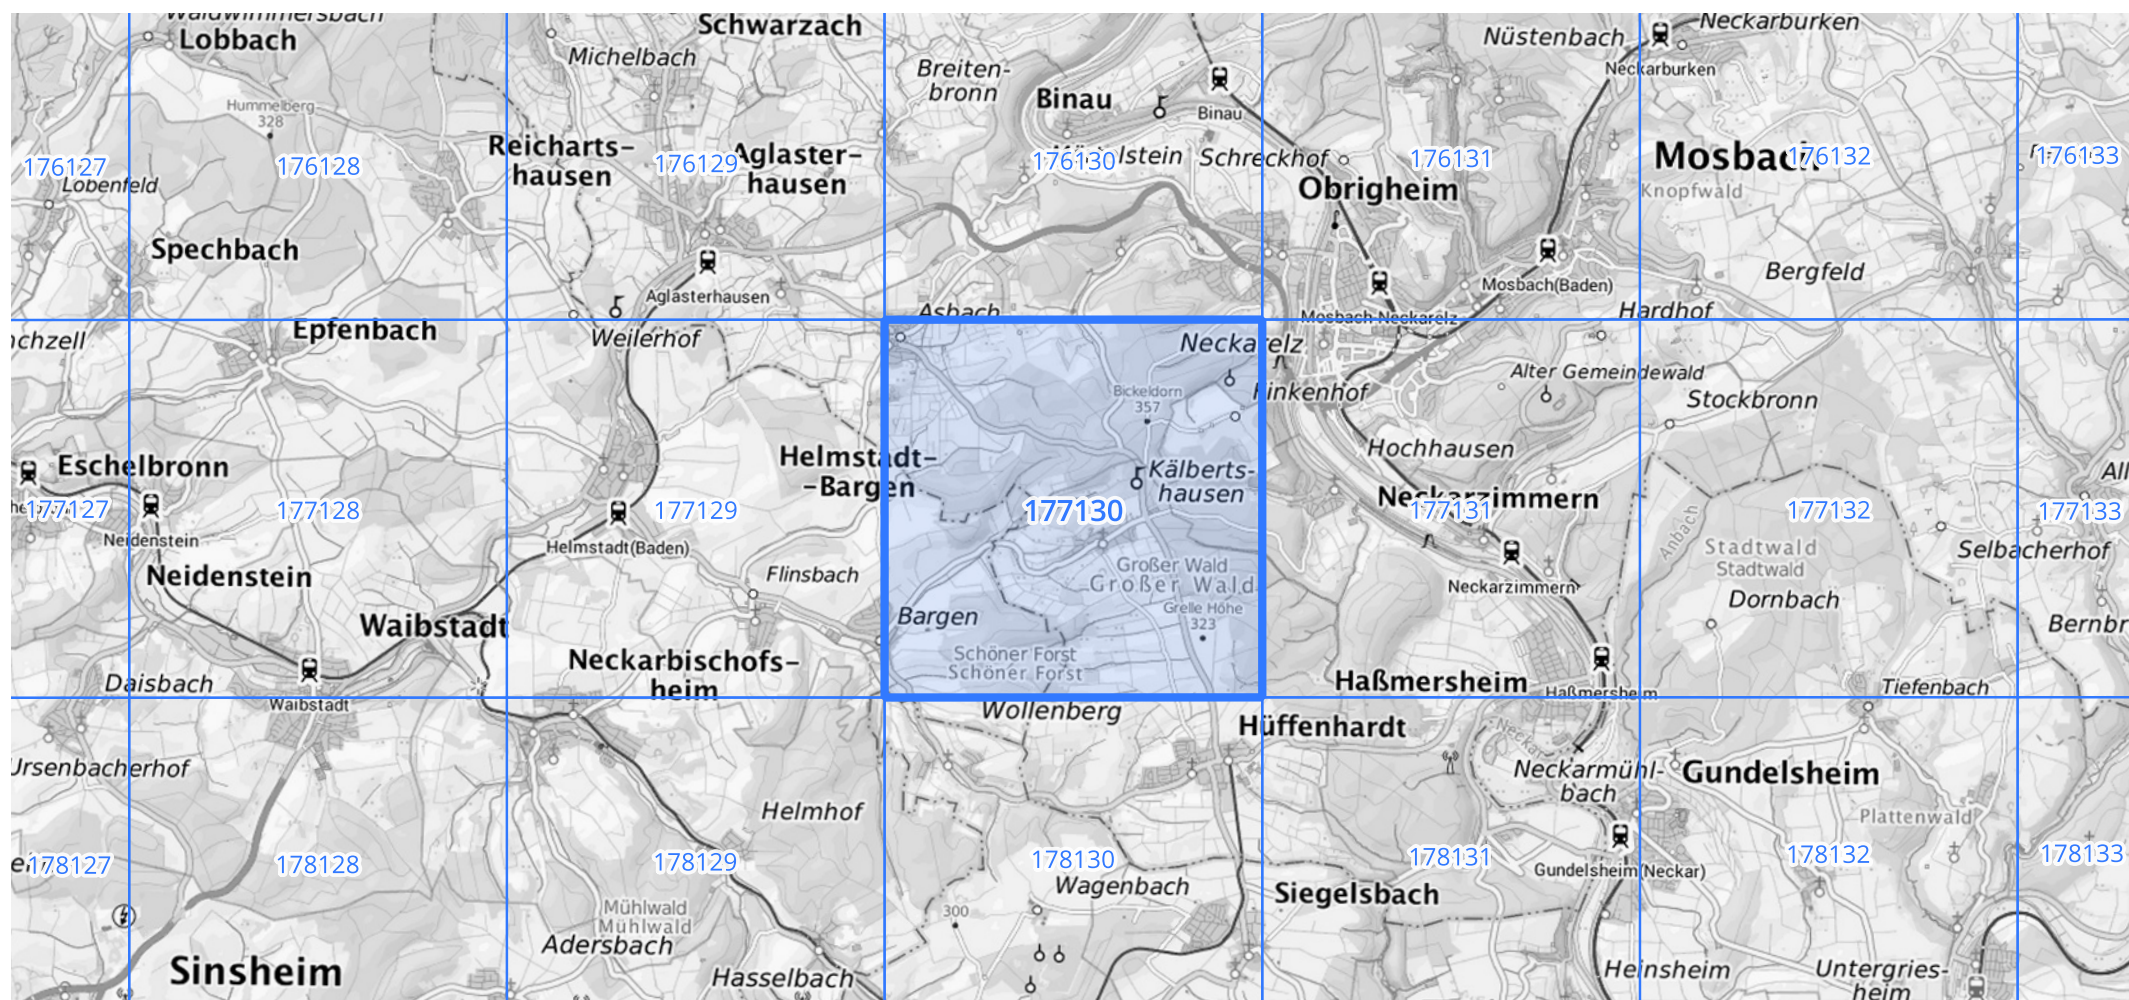 Waldwimmersbach
Lobbach
Schwarzach
Michelbach
Breiten-
bronn
Binau
Binau
Nüstenbach
Neckarburken
Neckarburken
Hummelberg
328
Reicharts-
hausen
Aglaster-
hausen
Schreckhof
Obrigheim
Mosbach
Knopfwald
176127
176128
176129
176130
176131
176132
176133
Lobenfeld
Spechbach
Aglasterhausen
Asbach
Mosbach-Neckarelz
Mosbach(Baden)
Bergfeld
Hardhof
Epfenbach
Weilerhof
Neckarelz
Bickeldorn
357
Finkenhof
Alter Gemeindewald
Stockbronn
Eschelbronn
Helmstadt-
-Bargen
Kälberts-
hausen
Hochhausen
Neckarzimmern
177127
177128
177129
177130
177131
177132
177133
Neidenstein
Neidenstein
Helmstadt(Baden)
Flinsbach
Großer Wald
Großer Wald
Grelle Höhe
323
Neckarzimmern
Anbach
Stadtwald
Stadtwald
Dornbach
Selbacherhof
Bargen
Waibstadt
Neckarbischofs-
heim
Schöner Forst
Schöner Forst
Haßmersheim
Haßmersheim
Tiefenbach
Daisbach
Waibstadt
Wollenberg
Hüffenhardt
Neckarmühl-
bach
Gundelsheim
Ursenbacherhof
Helmhof
Plattenwald
178127
178128
178129
178130
178131
178132
178133
Wagenbach
Gundelsheim(Neckar)
Siegelsbach
300
Mühlwald
Mühlwald
Adersbach
Sinsheim
Hasselbach
Heinsheim
Untergries-
heim